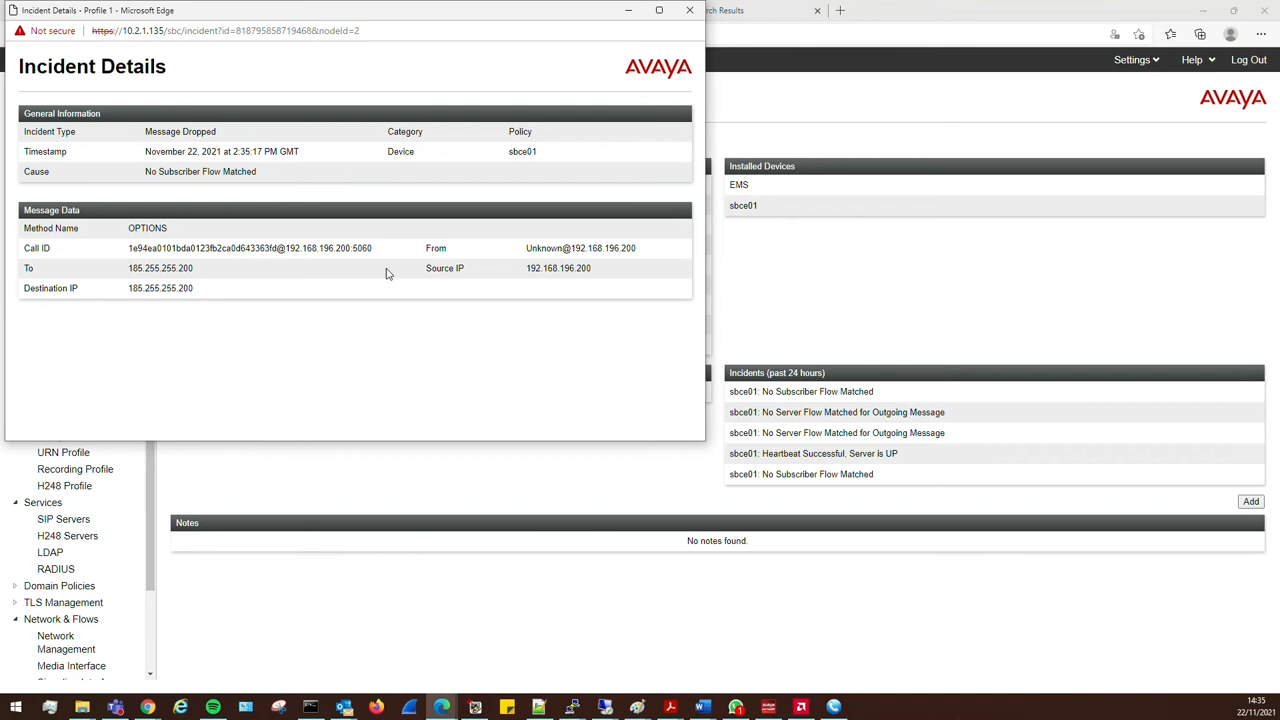 Incident Details - Profile 1 - Microsoft Edge
rch Results
Not secure https://10.2.1.135/sbc/incident?id=818795858719468&nodeId=2
Settings Help Log Out
Incident Details
AVAYA
AVAYA
General Information
Incident Type Message Dropped Category Policy
Timestamp November 22, 2021 at 2:35:17 PM GMT Device sbce01
Cause No Subscriber Flow Matched
Message Data
Method Name OPTIONS
Call ID 1e94ea0101bda0123fb2ca0d643363fd@192.168.196.200:5060 From Unknown@192.168.196.200
To 185.255.255.200 Source IP 192.168.196.200
Destination IP 185.255.255.200
Installed Devices
EMS
sbce01
Incidents (past 24 hours)
sbce01: No Subscriber Flow Matched
sbce01: No Server Flow Matched for Outgoing Message
sbce01: No Server Flow Matched for Outgoing Message
sbce01: Heartbeat Successful, Server is UP
sbce01: No Subscriber Flow Matched
Add
Notes
No notes found.
URN Profile
Recording Profile
H248 Profile
Services
SIP Servers
H248 Servers
LDAP
RADIUS
Domain Policies
TLS Management
Network & Flows
Network
Management
Media Interface
14:35
22/11/2021